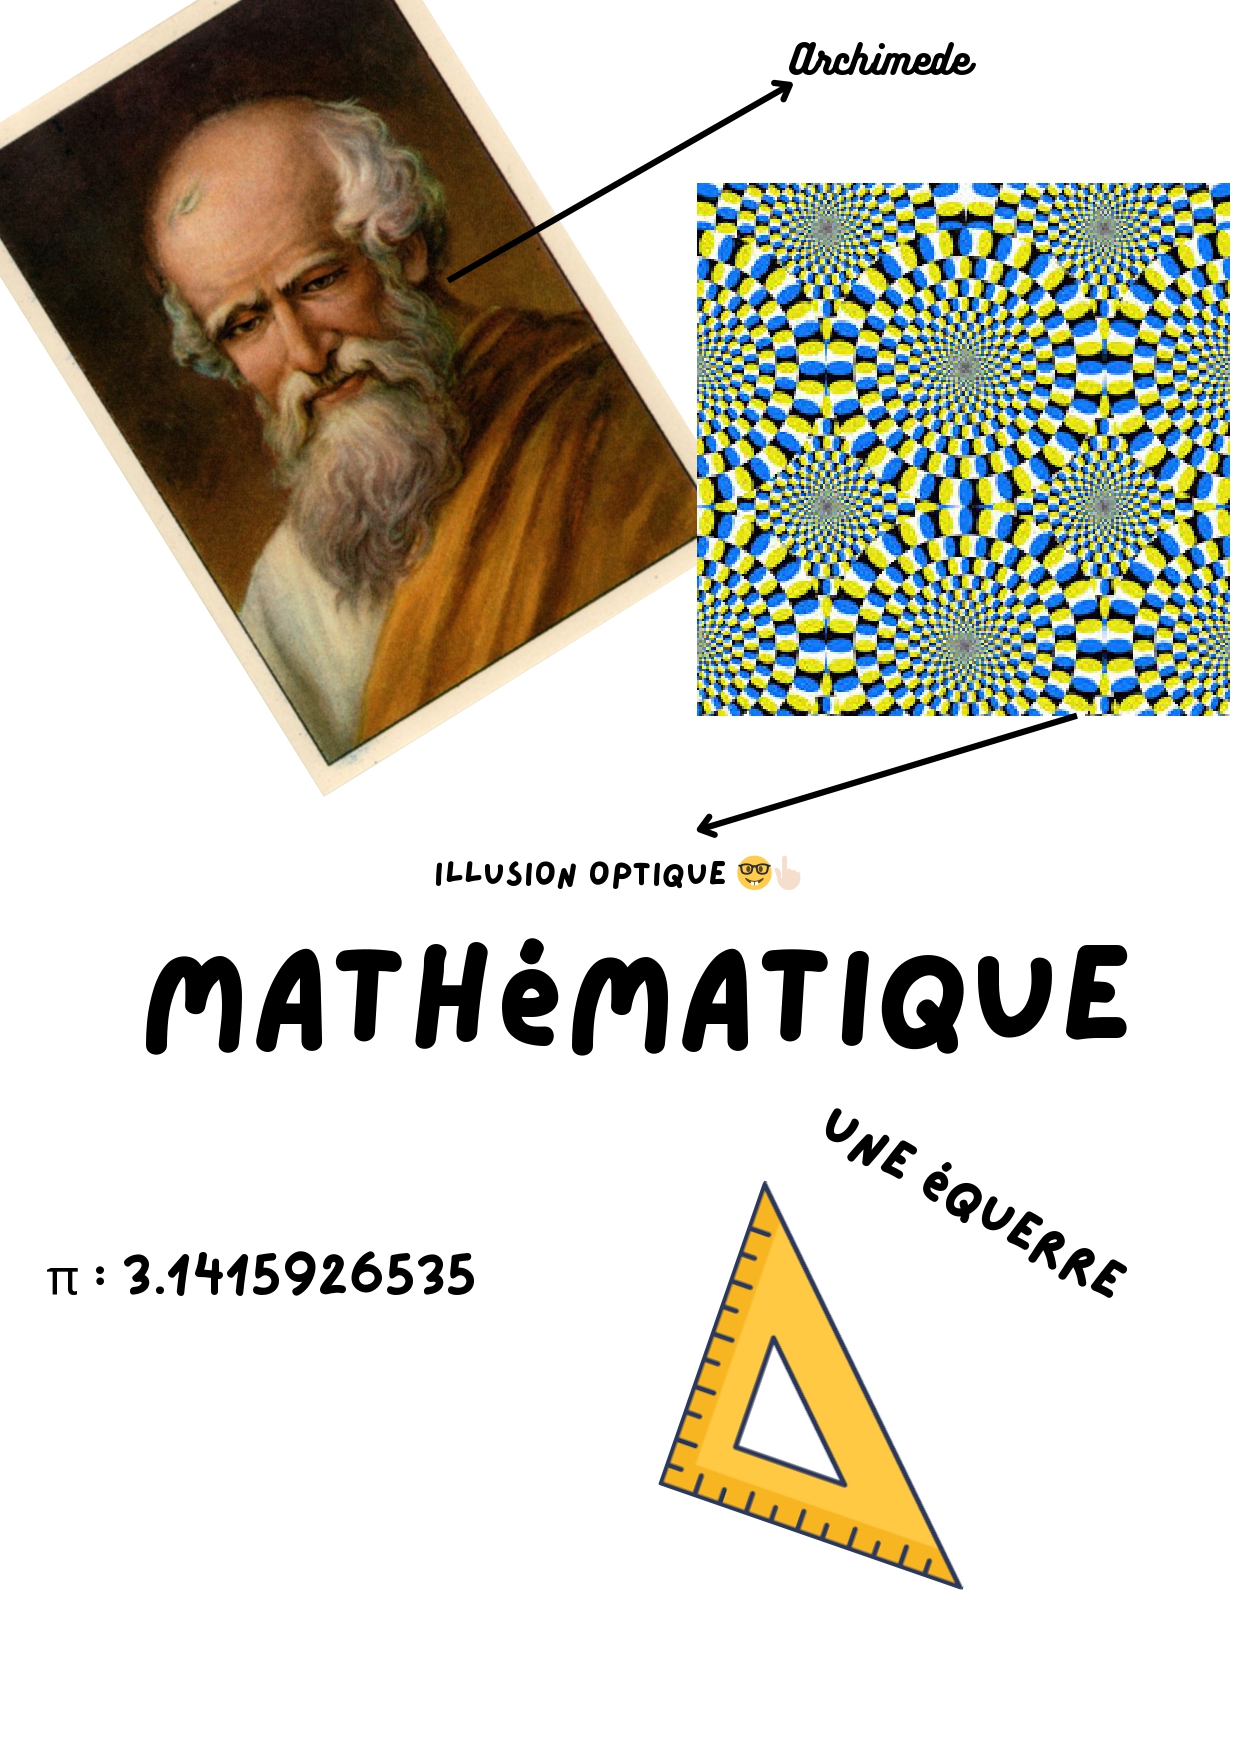 Archimede
ILLUSION OPTIQUE 🤓👆🏻
MATHéMATIQUE
UNE éQUERRE
π : 3.1415926535